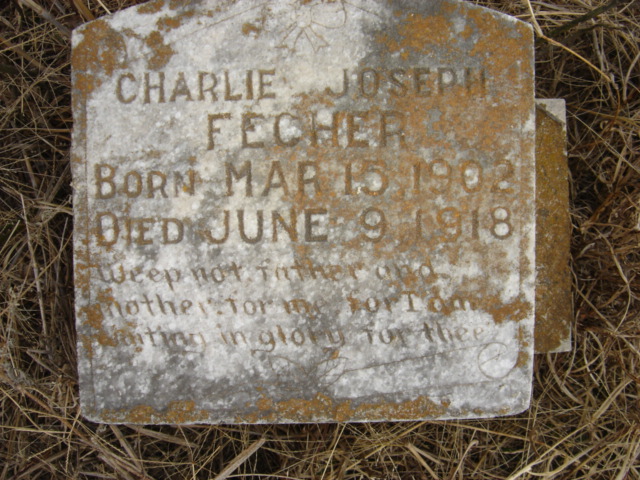 CHARLIE JOSEPH
FECHER
BORN MAR 15 1902
DIED JUNE 9 1918
Weep not father and
mother for me for I am
waiting in glory for thee